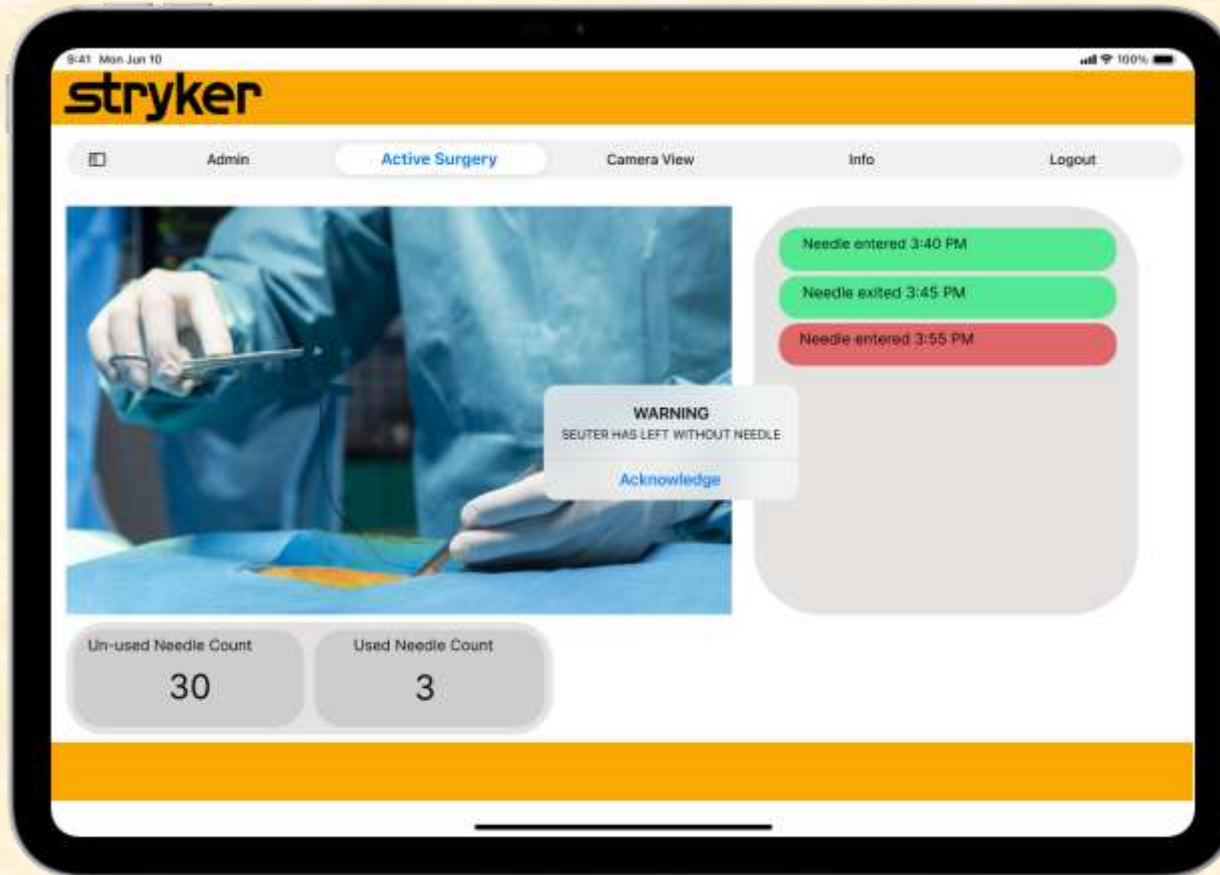 9:41 Mon Jun 10
100%
stryker
Admin
Active Surgery
Camera View
Info
Logout
Needle entered 3:40 PM
Needle exited 3:45 PM
Needle entered 3:55 PM
WARNING
SEUTER HAS LEFT WITHOUT NEEDLE
Acknowledge
Un-used Needle Count
30
Used Needle Count
3